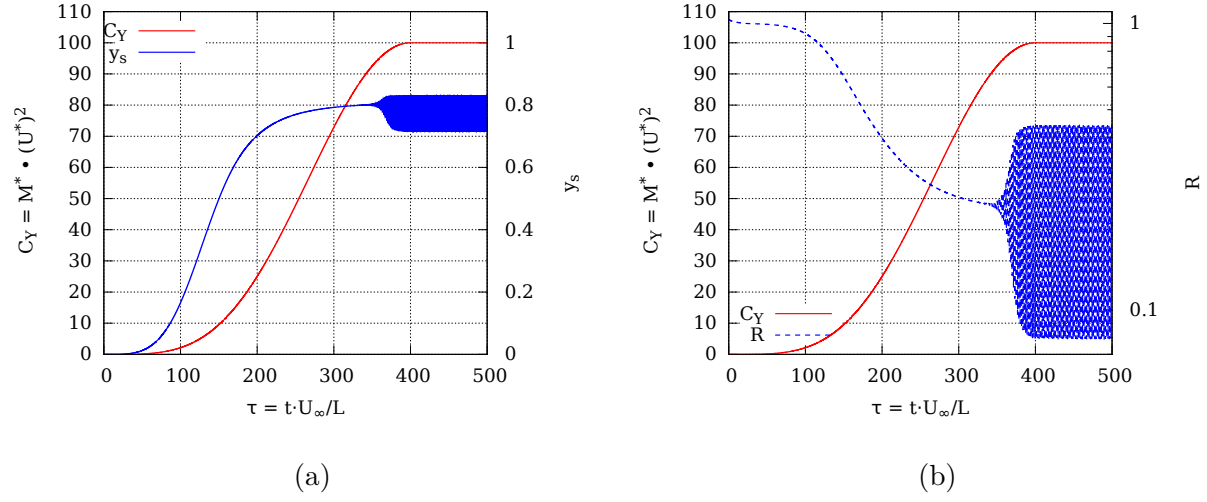 110
100
90
80
70
60
50
40
30
20
10
0
C_Y = M^* • (U^*)^2
C_Y
y_s
1
0.8
0.6
0.4
0.2
0
y_s
0 100 200 300 400 500
τ = t·U_∞/L
(a)
110
100
90
80
70
60
50
40
30
20
10
0
C_Y = M^* • (U^*)^2
C_Y
R
1
0.1
R
0 100 200 300 400 500
τ = t·U_∞/L
(b)